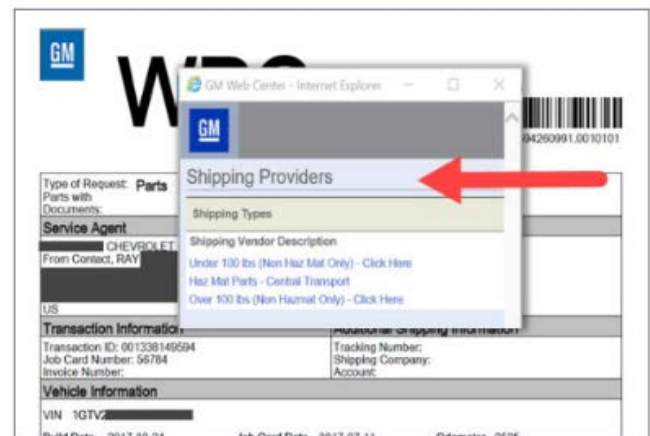 GM
GM Web Center - Internet Explorer
GM
94260991.0010101
Shipping Providers
Type of Request: Parts
Parts with
Documents:
Shipping Types
Service Agent
CHEVROLET
From Contact, RAY
Shipping Vendor Description
Under 100 lbs (Non Haz Mat Only) - Click Here
Haz Mat Parts - Central Transport
Over 100 lbs (Non Hazmat Only) - Click Here
US
Transaction Information
Additional Shipping Information
Transaction ID: 001338149594
Tracking Number:
Job Card Number: 56784
Shipping Company:
Invoice Number:
Account:
Vehicle Information
VIN 1GTV2